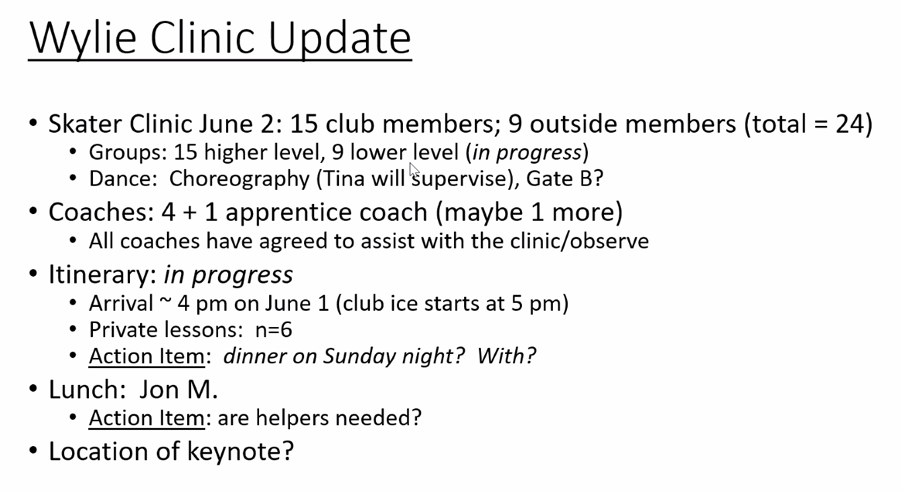 Wylie Clinic Update
• Skater Clinic June 2: 15 club members; 9 outside members (total = 24)
• Groups: 15 higher level, 9 lower level (in progress)
• Dance:  Choreography (Tina will supervise), Gate B?
• Coaches: 4 + 1 apprentice coach (maybe 1 more)
• All coaches have agreed to assist with the clinic/observe
• Itinerary: in progress
• Arrival ~ 4 pm on June 1 (club ice starts at 5 pm)
• Private lessons:  n=6
• Action Item:  dinner on Sunday night?  With?
• Lunch:  Jon M.
• Action Item: are helpers needed?
• Location of keynote?